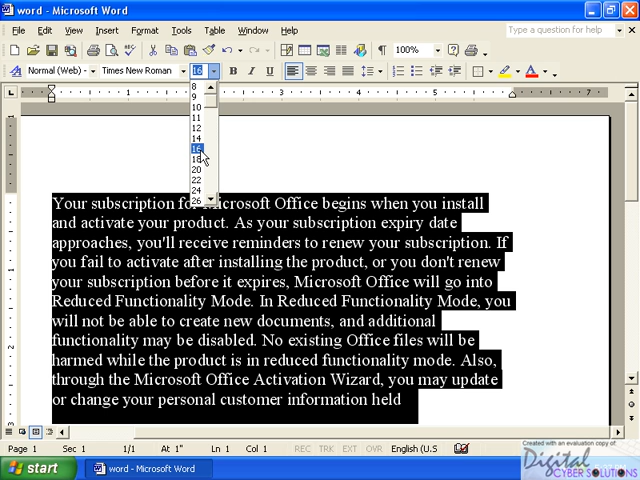 word - Microsoft Word
File Edit View Insert Format Tools Table Window Help Type a question for help
100%
Normal (Web) Times New Roman 16 B I U
8
9
10
11
12
14
16
18
20
22
24
26
1 3 4 5 6 7
Your subscription for Microsoft Office begins when you install
and activate your product. As your subscription expiry date
approaches, you'll receive reminders to renew your subscription. If
you fail to activate after installing the product, or you don't renew
your subscription before it expires, Microsoft Office will go into
Reduced Functionality Mode. In Reduced Functionality Mode, you
will not be able to create new documents, and additional
functionality may be disabled. No existing Office files will be
harmed while the product is in reduced functionality mode. Also,
through the Microsoft Office Activation Wizard, you may update
or change your personal customer information held
Page 1 Sec 1 1/1 At 1" Ln 1 Col 1 REC TRK EXT OVR English (U.S
Created with an evaluation copy of
start word - Microsoft Word
Digital
CYBER SOLUTIONS